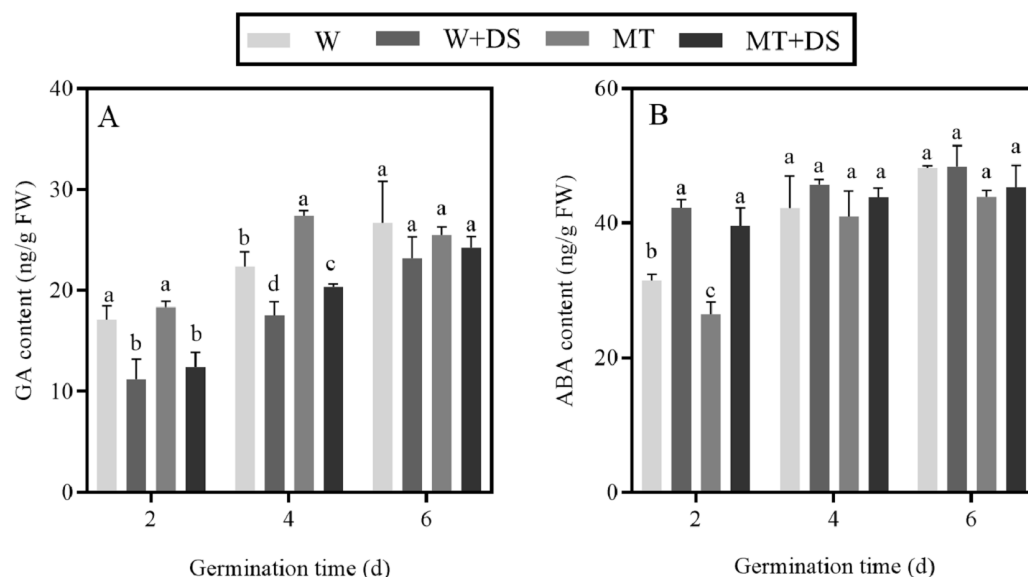 W W+DS MT MT+DS
A
GA content (ng/g FW)
40
30
20
10
0
a b a b
b d a c
a a a a
2 4 6
Germination time (d)
B
ABA content (ng/g FW)
60
40
20
0
b a c a
a a a a
a a a a
2 4 6
Germination time (d)